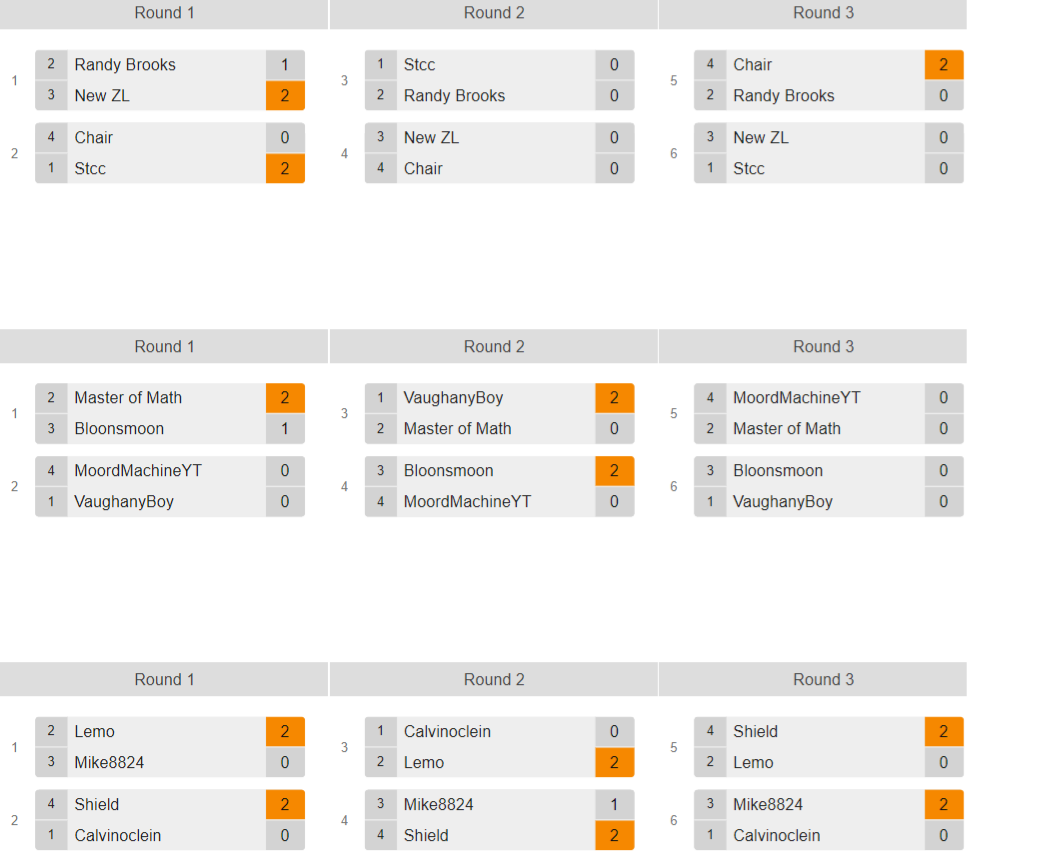 Round 1 Round 2 Round 3
2 Randy Brooks 1 1 Stcc 0 4 Chair 2
1 3 5
3 New ZL 2 2 Randy Brooks 0 2 Randy Brooks 0
4 Chair 0 3 New ZL 0 3 New ZL 0
2 4 6
1 Stcc 2 4 Chair 0 1 Stcc 0
Round 1 Round 2 Round 3
2 Master of Math 2 1 VaughanyBoy 2 4 MoordMachineYT 0
1 3 5
3 Bloonsmoon 1 2 Master of Math 0 2 Master of Math 0
4 MoordMachineYT 0 3 Bloonsmoon 2 3 Bloonsmoon 0
2 4 6
1 VaughanyBoy 0 4 MoordMachineYT 0 1 VaughanyBoy 0
Round 1 Round 2 Round 3
2 Lemo 2 1 Calvinoclein 0 4 Shield 2
1 3 5
3 Mike8824 0 2 Lemo 2 2 Lemo 0
4 Shield 2 3 Mike8824 1 3 Mike8824 2
2 4 6
1 Calvinoclein 0 4 Shield 2 1 Calvinoclein 0